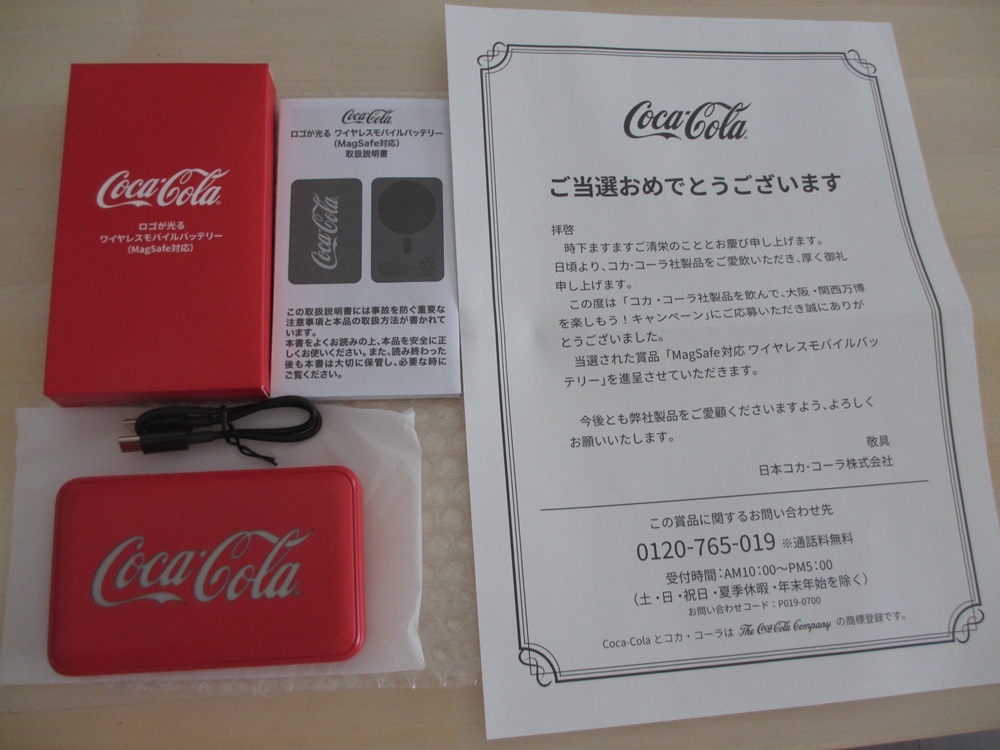 Coca-Cola
ロゴが光る
ワイヤレスモバイルバッテリー
(MagSafe対応)
Coca-Cola
ロゴが光る ワイヤレスモバイルバッテリー
(MagSafe対応)
取扱説明書
Coca-Cola
この取扱説明書には事故を防ぐ重要な
注意事項と本品の取扱方法が書かれて
います。
本書をよくお読みの上、本品を安全に正
しくお使いください。また、読み終わった
後も本書は大切に保管し、必要な時に
ご覧ください。
Coca-Cola
Coca-Cola
ご当選おめでとうございます
拝啓
時下ますますご清栄のこととお慶び申し上げます。
日頃より、コカ・コーラ社製品をご愛飲いただき、厚く御礼
申し上げます。
この度は「コカ・コーラ社製品を飲んで、大阪・関西万博
を楽しもう！キャンペーン」にご応募いただき誠にありが
とうございました。
当選された賞品「MagSafe対応 ワイヤレスモバイルバッ
テリー」を進呈させていただきます。
今後とも弊社製品をご愛顧くださいますよう、よろしく
お願いいたします。
敬具
日本コカ・コーラ株式会社
この賞品に関するお問い合わせ先
0120-765-019 ※通話料無料
受付時間：AM10：00～PM5：00
(土・日・祝日・夏季休暇・年末年始を除く)
お問い合わせコード：P019-0700
Coca-Cola とコカ・コーラは The Coca-Cola Company の商標登録です。